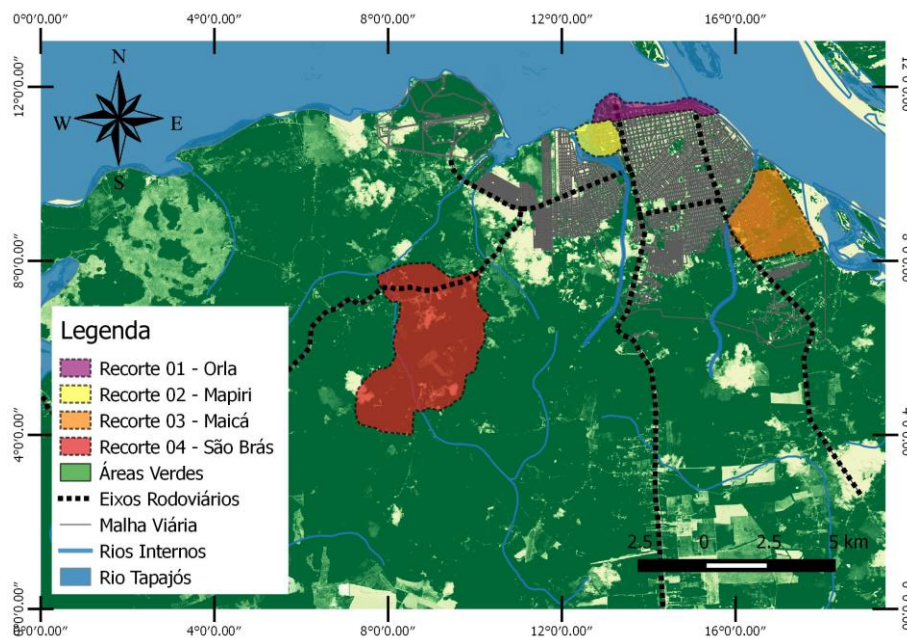 0°0'0.00″ 4°0'0.00″ 8°0'0.00″ 12°0'0.00″ 16°0'0.00″
N
12°0'0.00″
W E
S
8°0'0.00″
Legenda
Recorte 01 - Orla
Recorte 02 - Mapiri
Recorte 03 - Maicá
Recorte 04 - São Brás
4°0'0.00″
Áreas Verdes
Eixos Rodoviários
Malha Viária
Rios Internos
Rio Tapajós
2.5 0 2.5 5 km
0°0'0.00″
0°0'0.00″ 4°0'0.00″ 8°0'0.00″ 12°0'0.00″ 16°0'0.00″